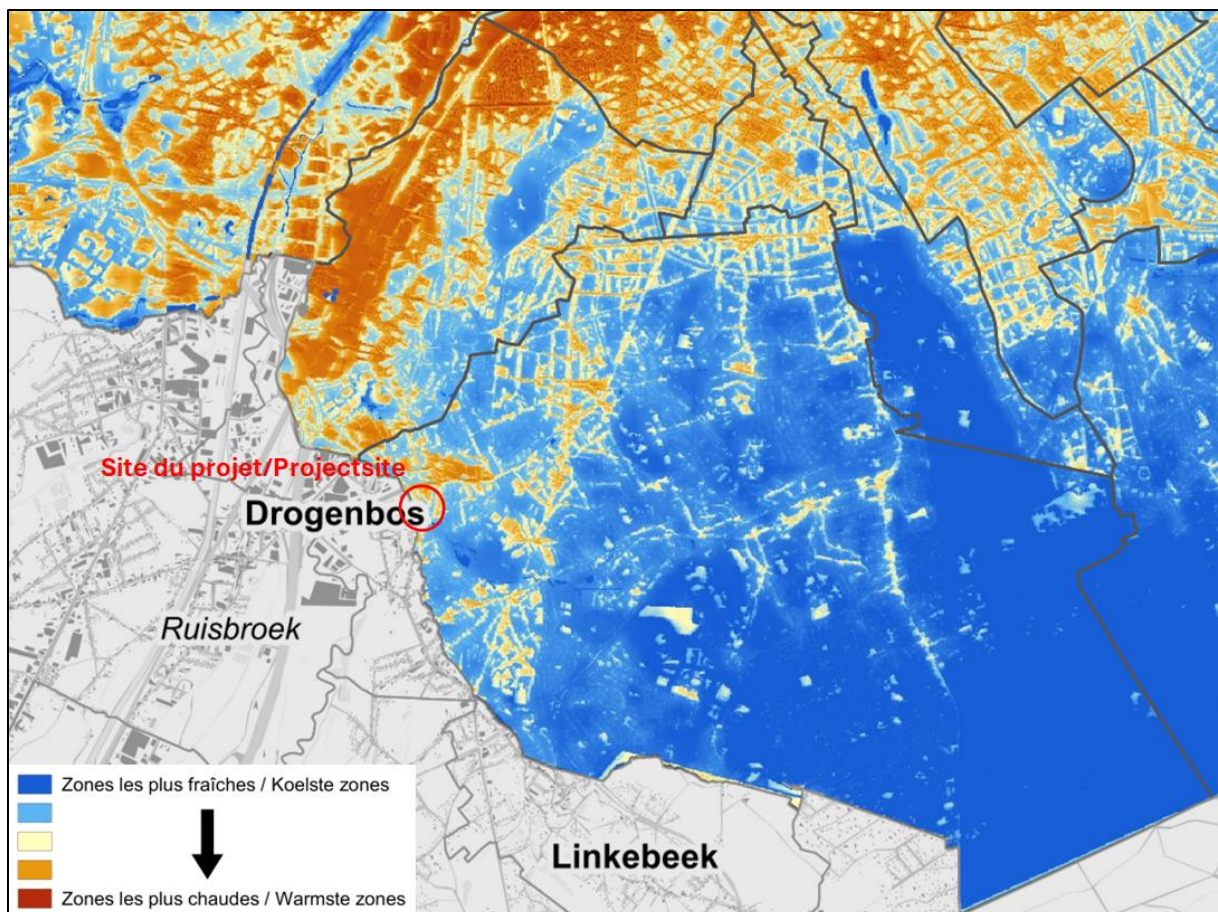 Site du projet/Projectsite
Drogenbos
Ruisbroek
Zones les plus fraîches / Koelste zones
Zones les plus chaudes / Warmste zones
Linkebeek